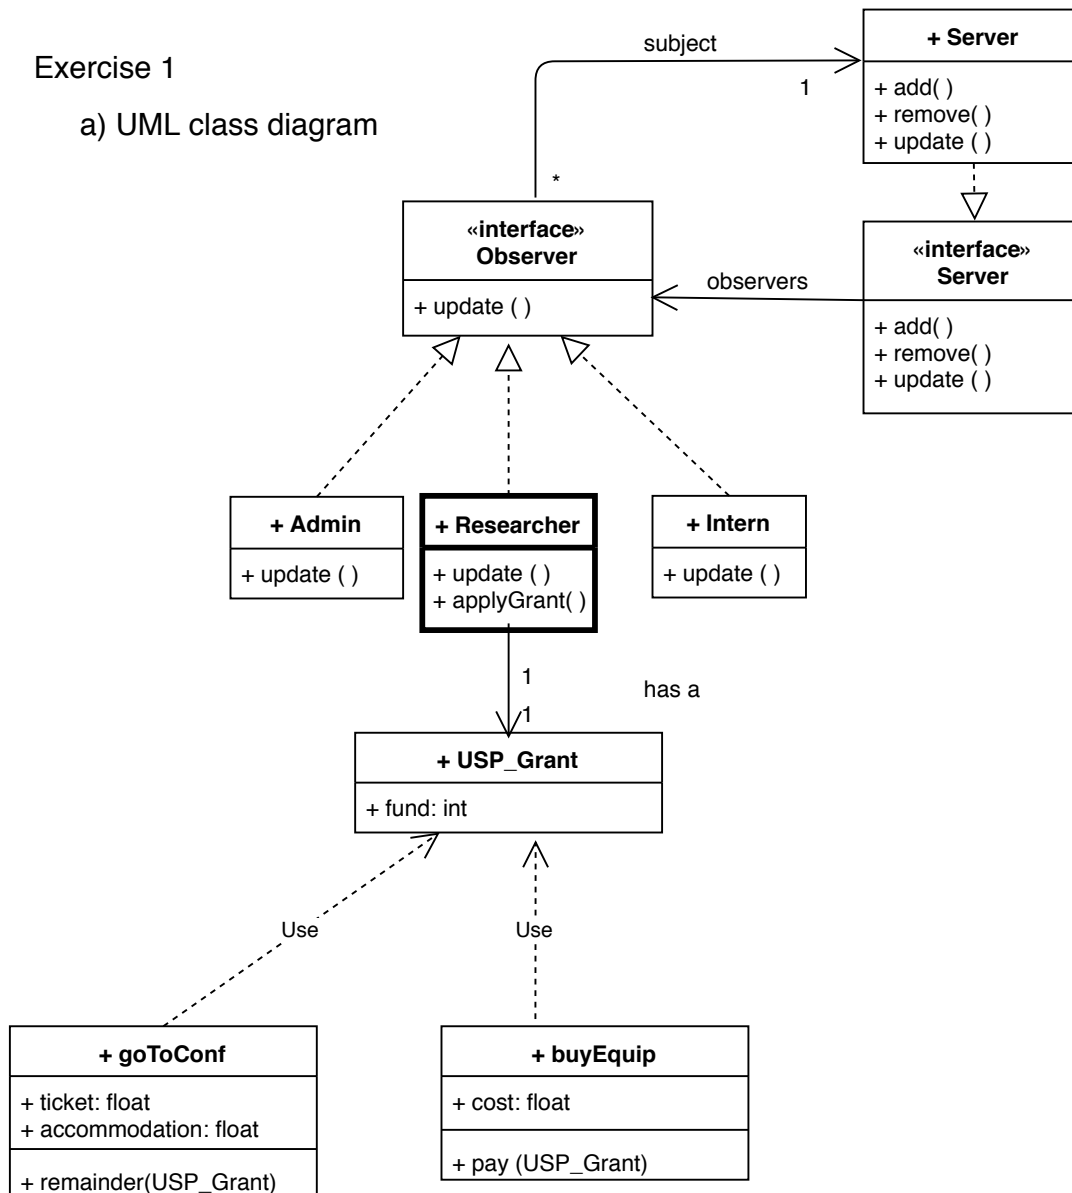 Exercise 1
a) UML class diagram
subject
1
*
+ Server
+ add( )
+ remove( )
+ update ( )
«interface»
Observer
+ update ( )
observers
«interface»
Server
+ add( )
+ remove( )
+ update ( )
+ Admin
+ update ( )
+ Researcher
+ update ( )
+ applyGrant( )
+ Intern
+ update ( )
1
has a
1
+ USP_Grant
+ fund: int
Use
Use
+ goToConf
+ ticket: float
+ accommodation: float
+ remainder(USP_Grant)
+ buyEquip
+ cost: float
+ pay (USP_Grant)